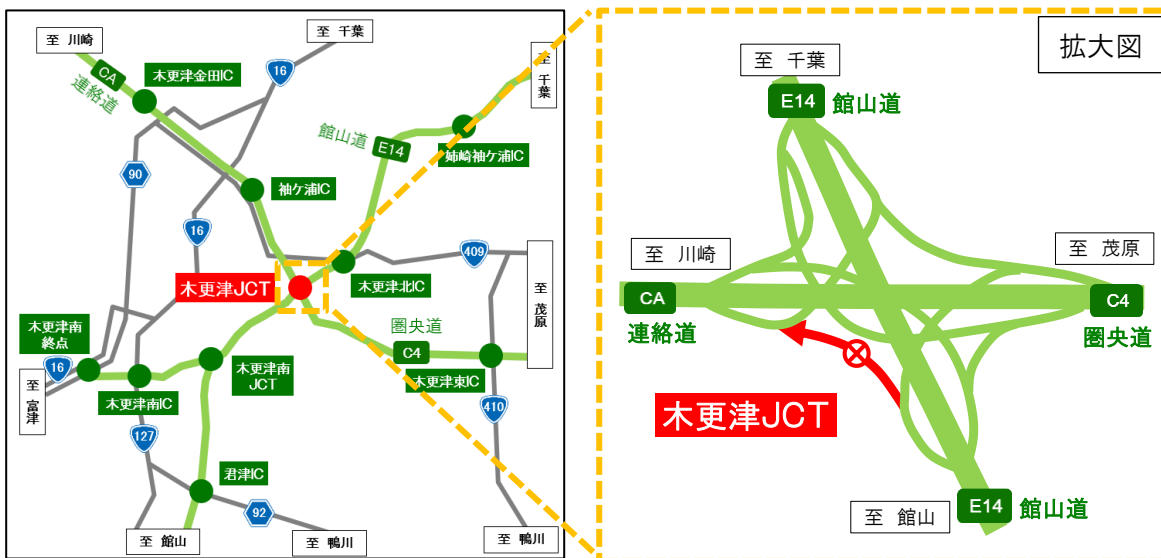 至 川崎
CA
連絡道
木更津金田IC
至 千葉
16
至 千葉
館山道
E14
姉崎袖ケ浦IC
90
袖ケ浦IC
16
409
木更津JCT
木更津北IC
至 茂原
圏央道
C4
木更津南
終点
16
至 富津
木更津南IC
木更津南
JCT
木更津東IC
410
127
君津IC
92
至 館山
至 鴨川
至 鴨川
拡大図
至 千葉
E14 館山道
至 川崎
CA
連絡道
至 茂原
C4
圏央道
木更津JCT
至 館山
E14 館山道